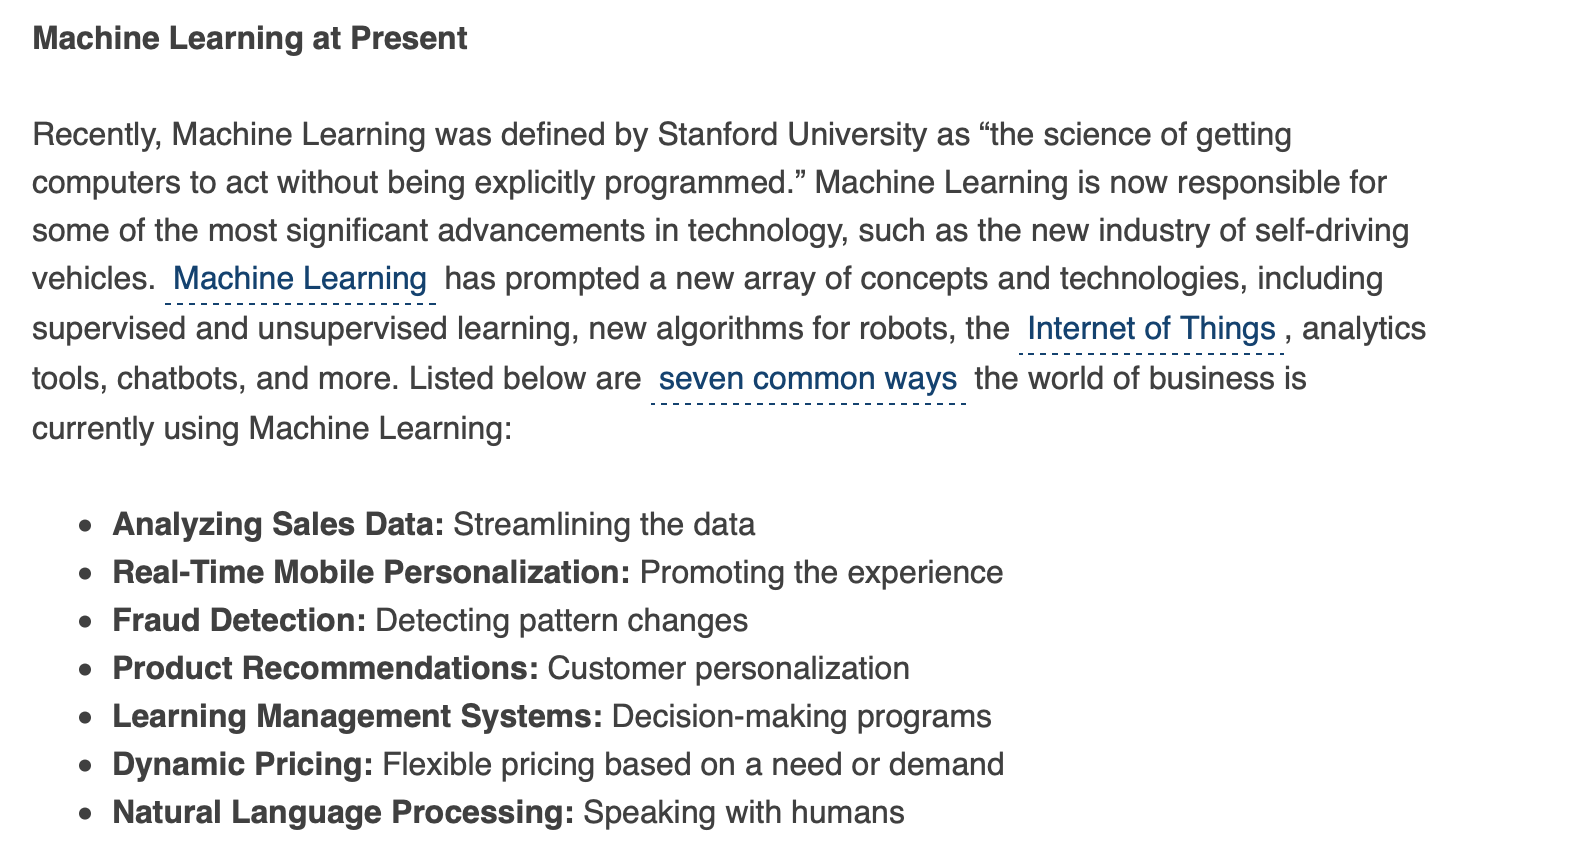 Machine Learning at Present
Recently, Machine Learning was defined by Stanford University as “the science of getting
computers to act without being explicitly programmed.” Machine Learning is now responsible for
some of the most significant advancements in technology, such as the new industry of self-driving
vehicles. Machine Learning has prompted a new array of concepts and technologies, including
supervised and unsupervised learning, new algorithms for robots, the Internet of Things , analytics
tools, chatbots, and more. Listed below are seven common ways the world of business is
currently using Machine Learning:
• Analyzing Sales Data: Streamlining the data
• Real-Time Mobile Personalization: Promoting the experience
• Fraud Detection: Detecting pattern changes
• Product Recommendations: Customer personalization
• Learning Management Systems: Decision-making programs
• Dynamic Pricing: Flexible pricing based on a need or demand
• Natural Language Processing: Speaking with humans